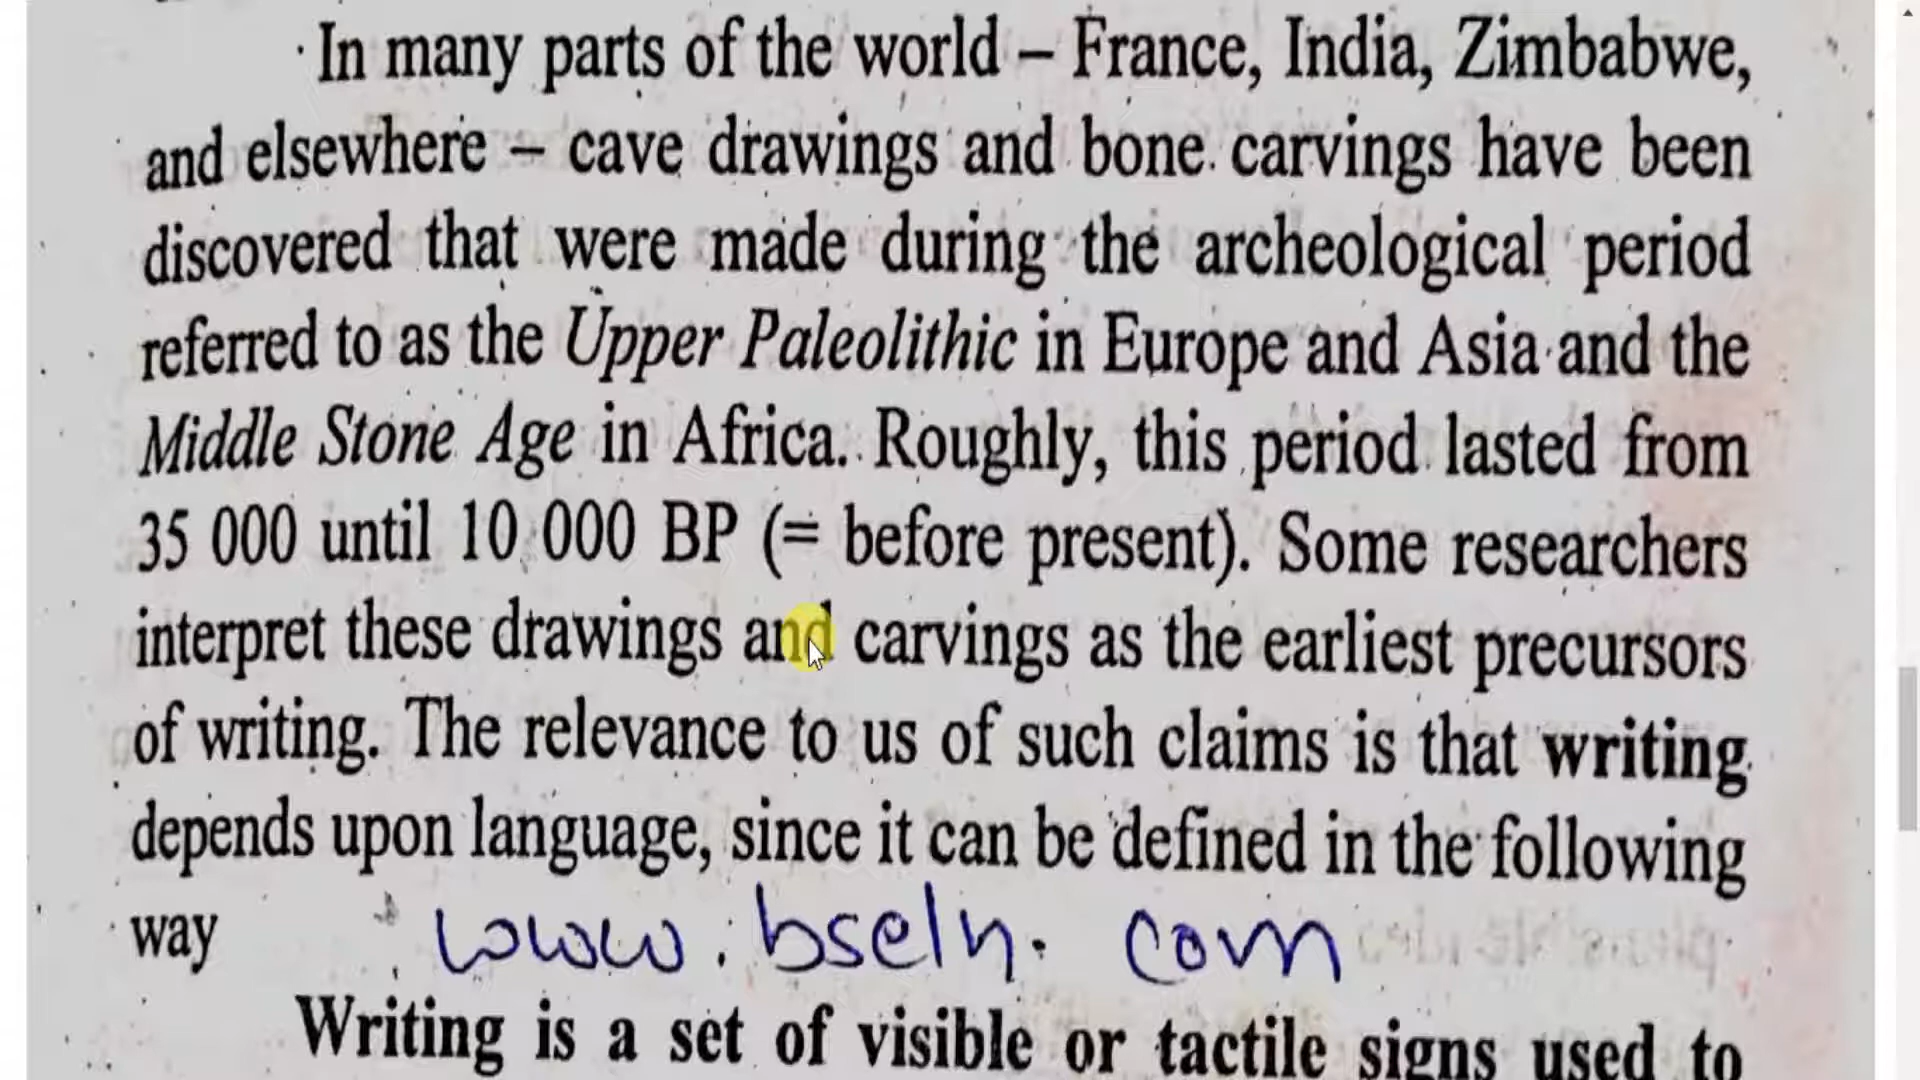 In many parts of the world – France, India, Zimbabwe,
and elsewhere – cave drawings and bone carvings have been
discovered that were made during the archeological period
referred to as the Upper Paleolithic in Europe and Asia and the
Middle Stone Age in Africa. Roughly, this period lasted from
35 000 until 10 000 BP (= before present). Some researchers
interpret these drawings and carvings as the earliest precursors
of writing. The relevance to us of such claims is that writing
depends upon language, since it can be defined in the following
way
www.bseln.com
Writing is a set of visible or tactile signs used to